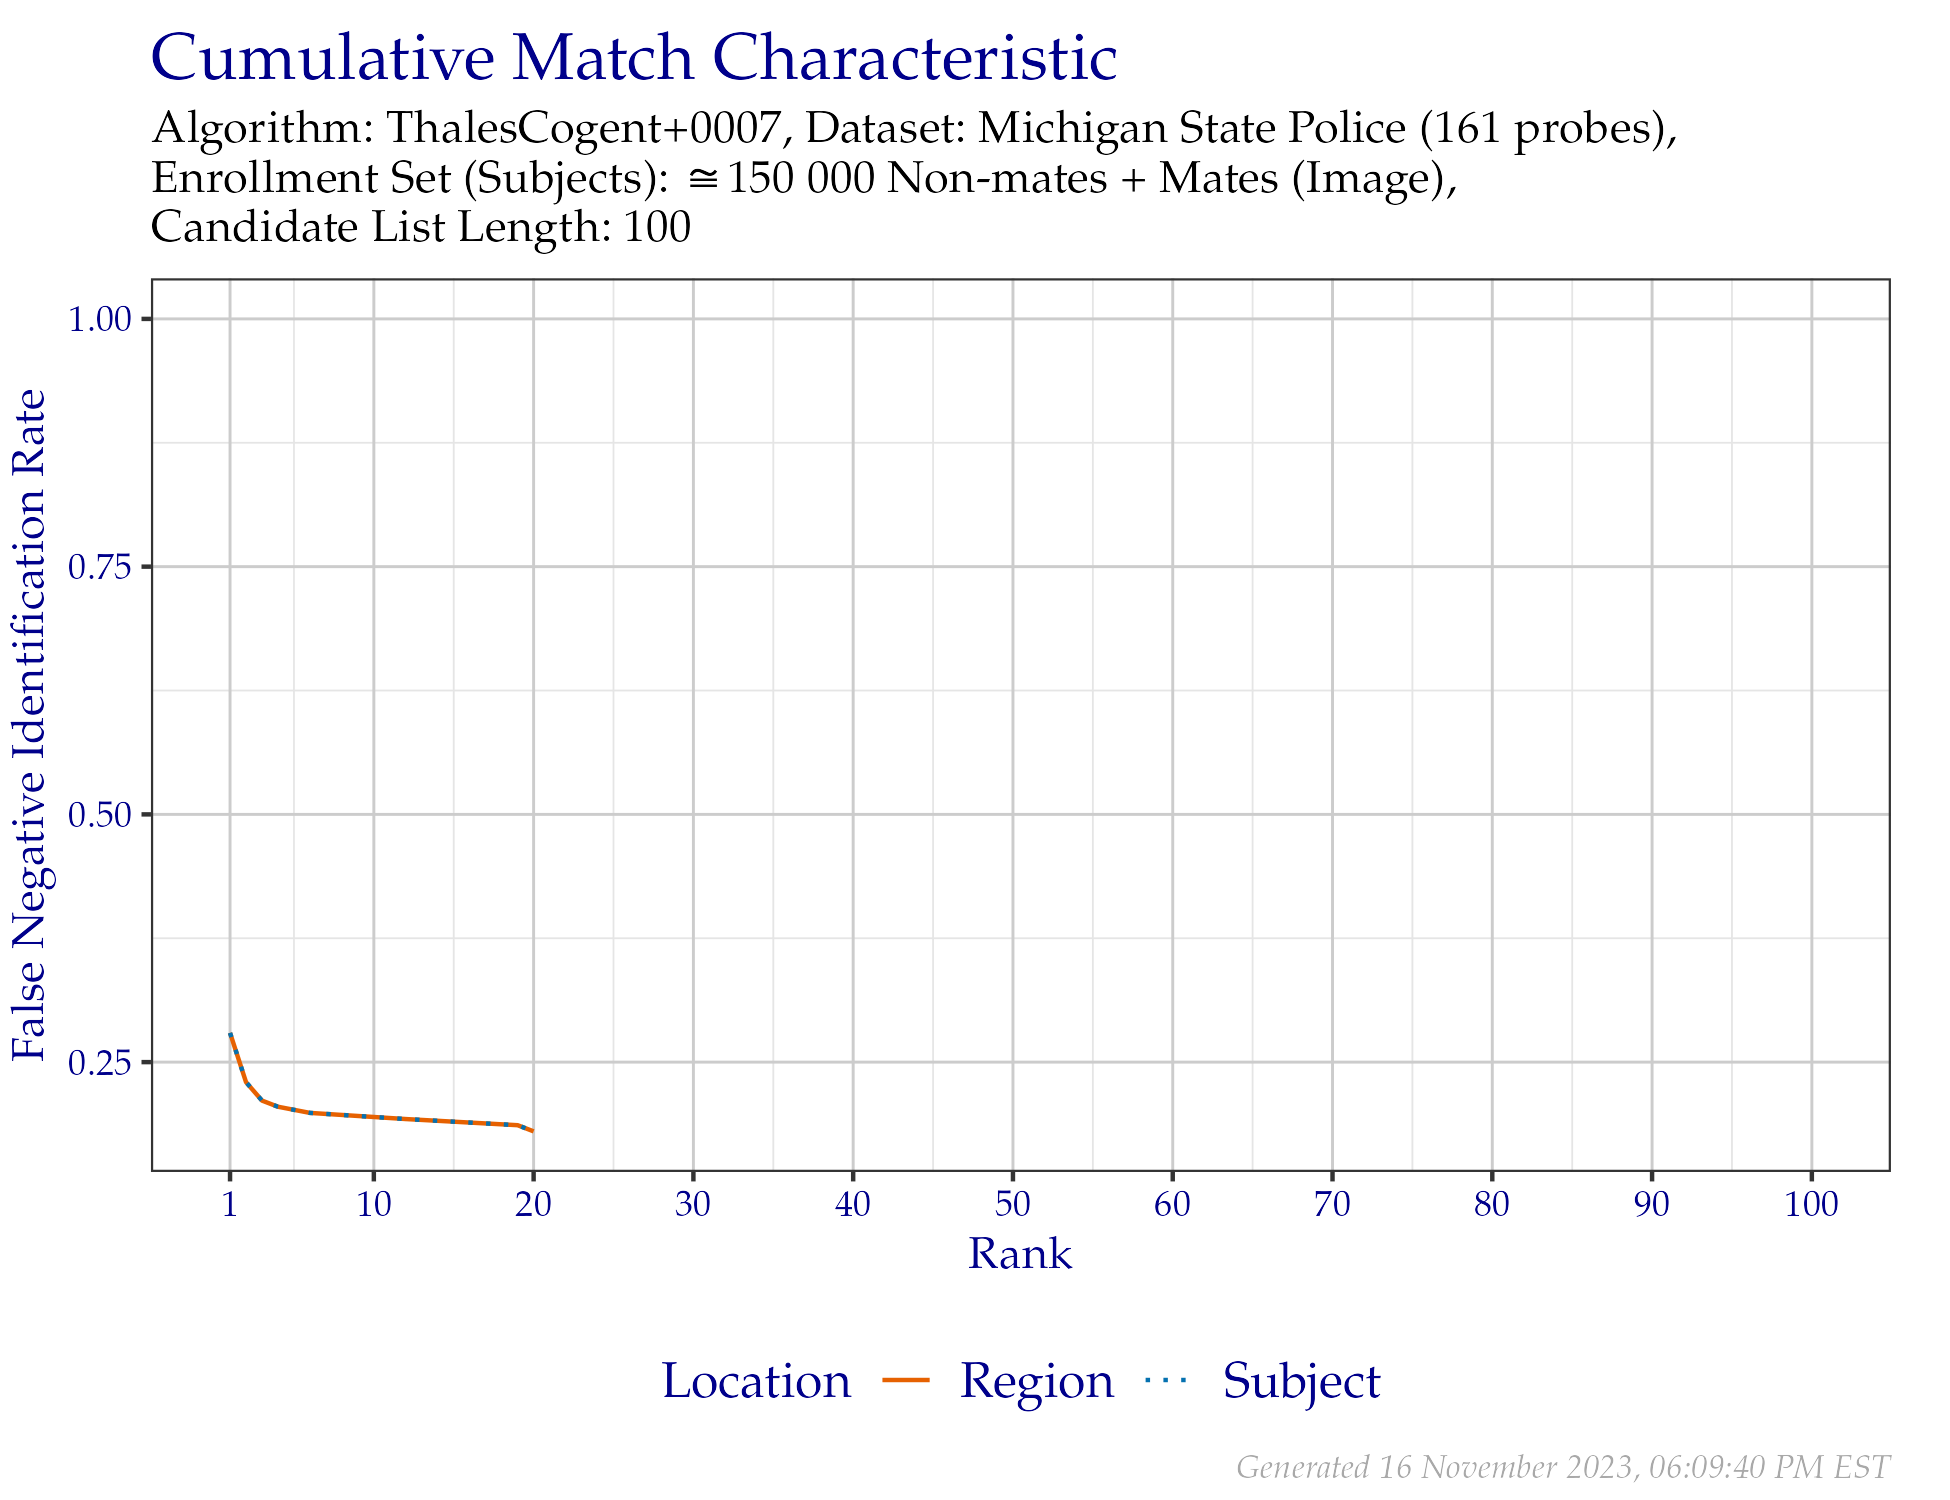 Cumulative Match Characteristic
Algorithm: ThalesCogent+0007, Dataset: Michigan State Police (161 probes),
Enrollment Set (Subjects): ≊ 150 000 Non-mates + Mates (Image),
Candidate List Length: 100
False Negative Identification Rate
1.00
0.75
0.50
0.25
1 10 20 30 40 50 60 70 80 90 100
Rank
Location Region Subject
Generated 16 November 2023, 06:09:40 PM EST